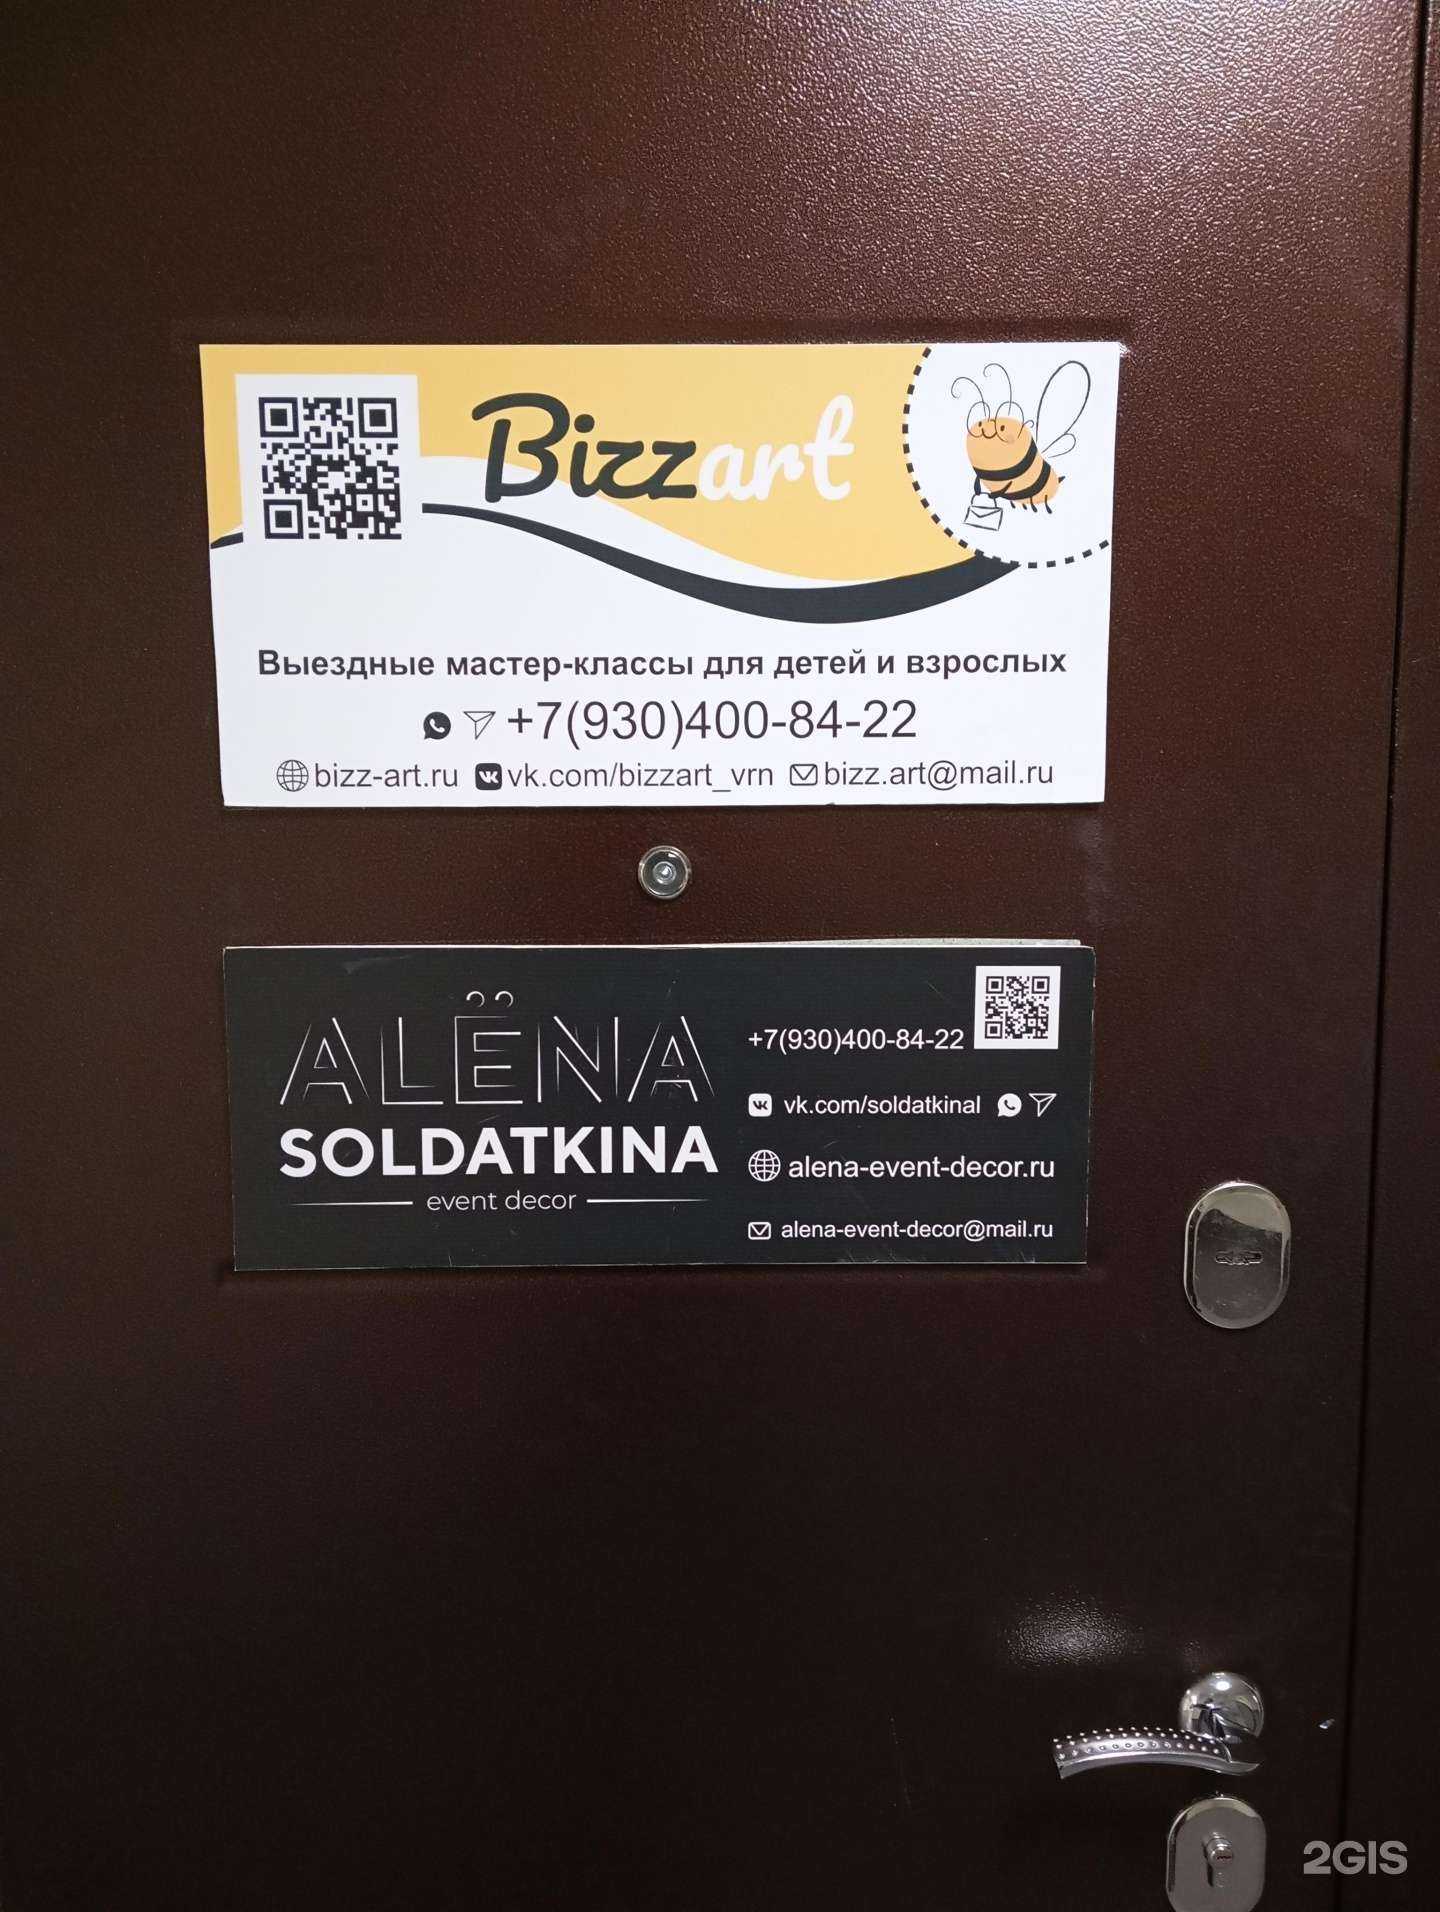 Bizzart
Выездные мастер-классы для детей и взрослых
+7(930)400-84-22
bizz-art.ru vk.com/bizzart_vrn bizz.art@mail.ru
ALЁNA
SOLDATKINA
event decor
+7(930)400-84-22
vk.com/soldatkinal
alena-event-decor.ru
alena-event-decor@mail.ru
2GIS